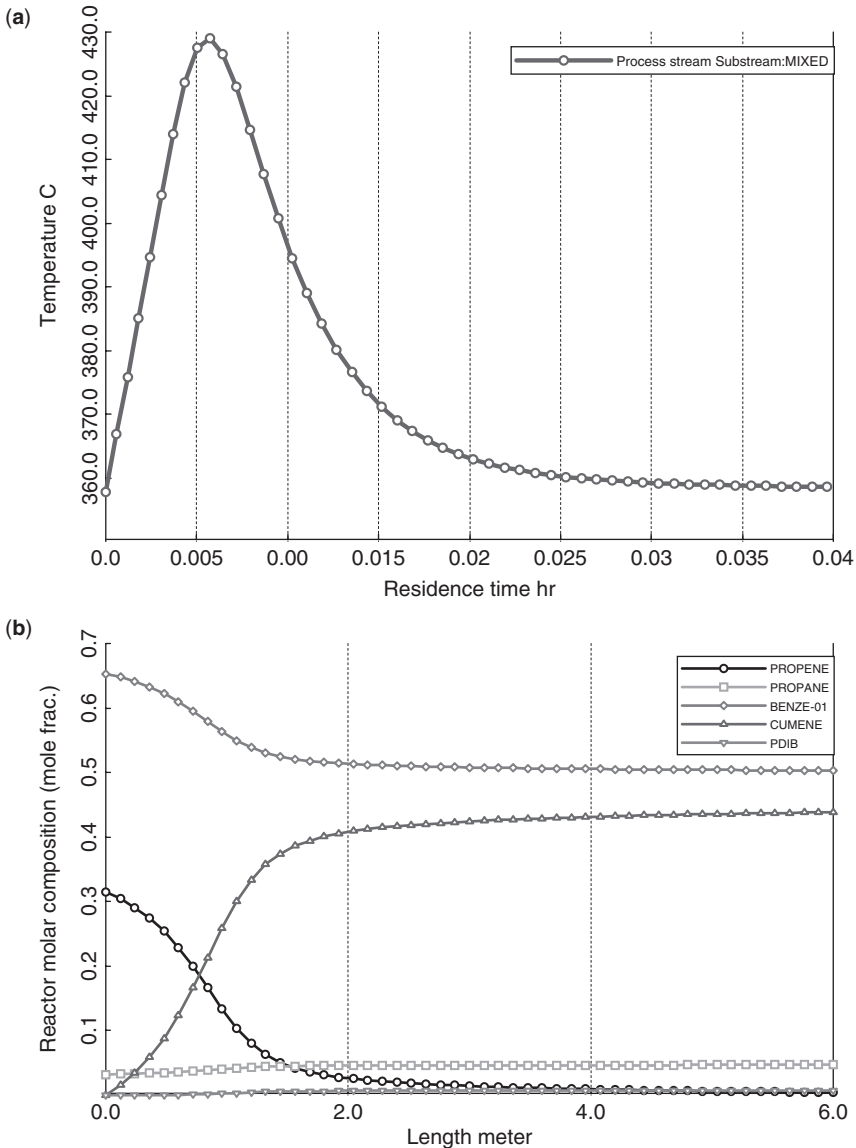 (a)
430.0
420.0
410.0
400.0
390.0
380.0
370.0
360.0
Temperature C
Process stream Substream:MIXED
0.0 0.005 0.00 0.015 0.02 0.025 0.03 0.035 0.04
Residence time hr
(b)
0.7
0.6
0.5
0.4
0.3
0.2
0.1
Reactor molar composition (mole frac.)
PROPENE
PROPANE
BENZE-01
CUMENE
PDIB
0.0 2.0 4.0 6.0
Length meter